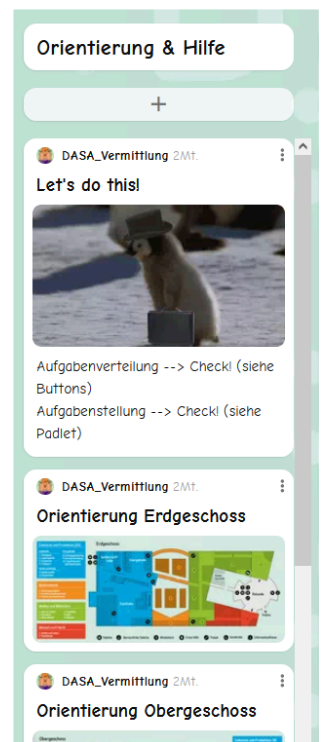 Orientierung & Hilfe
+
DASA_Vermittlung 2Mt.
Let's do this!
Aufgabenverteilung --> Check! (siehe
Buttons)
Aufgabenstellung --> Check! (siehe
Padlet)
DASA_Vermittlung 2Mt.
Orientierung Erdgeschoss
Erdgeschoss
DASA_Vermittlung 2Mt.
Orientierung Obergeschoss
Obergeschoss